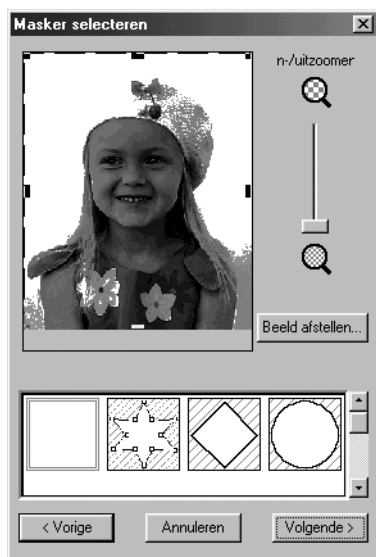 Masker selecteren
n-/uitzoomer
Beeld afstellen...
< Vorige
Annuleren
Volgende >